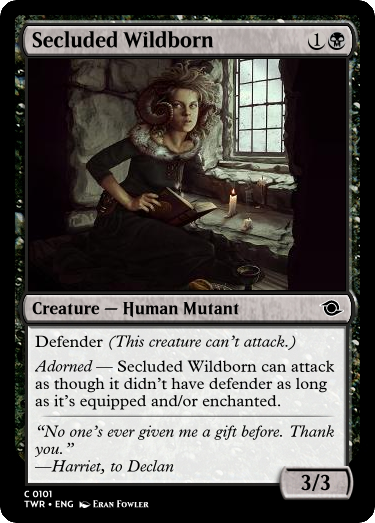 Secluded Wildborn 1
Creature — Human Mutant
Defender (This creature can't attack.)
Adorned — Secluded Wildborn can attack
as though it didn't have defender as long
as it's equipped and/or enchanted.
“No one's ever given me a gift before. Thank
you.”
—Harriet, to Declan
3/3
C 0101
TWR • ENG Eran Fowler